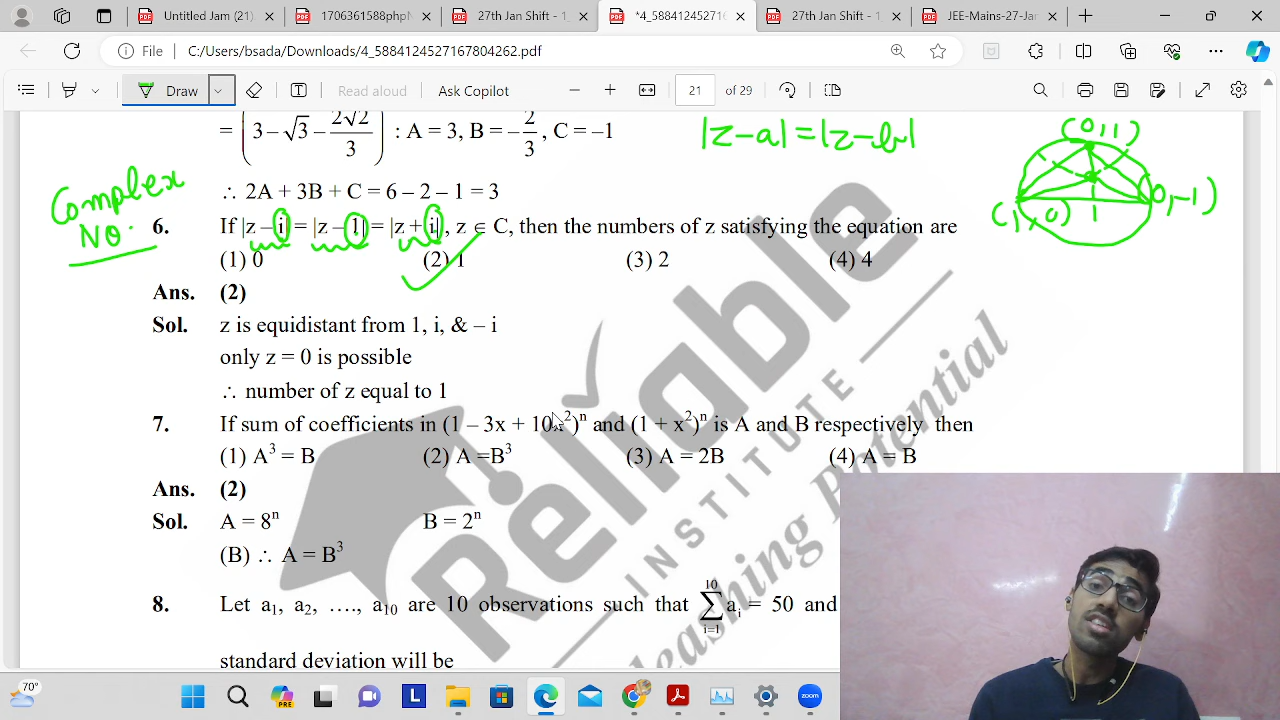 Untitled Jam (21)
1706361588phpN
27th Jan Shift - 1_
*4_588412452716
27th Jan Shift - 1
JEE-Mains-27-Jan
File C:/Users/bsada/Downloads/4_5884124527167804262.pdf
Draw
Read aloud
Ask Copilot
21 of 29
= (3 – √3 – 2√2/3) : A = 3, B = –2/3, C = –1
|z-a|=|z-b|
(0,1)
∴ 2A + 3B + C = 6 – 2 – 1 = 3
Complex
No.
(0,-1)
(1,0) 1
6. If |z – i| = |z – 1| = |z + i|, z ∈ C, then the numbers of z satisfying the equation are
(1) 0 (2) 1 (3) 2 (4) 4
Ans. (2)
Sol. z is equidistant from 1, i, & – i
only z = 0 is possible
∴ number of z equal to 1
7. If sum of coefficients in (1 – 3x + 10x²)ⁿ and (1 + x²)ⁿ is A and B respectively then
(1) A³ = B (2) A =B³ (3) A = 2B (4) A = B
Ans. (2)
Sol. A = 8ⁿ B = 2ⁿ
(B) ∴ A = B³
8. Let a₁, a₂, …., a₁₀ are 10 observations such that ∑ᵢ₌₁¹⁰ aᵢ = 50 and
standard deviation will be
Reliable
INSTITUTE
leashing Potential
70°
PRE
L
zoom